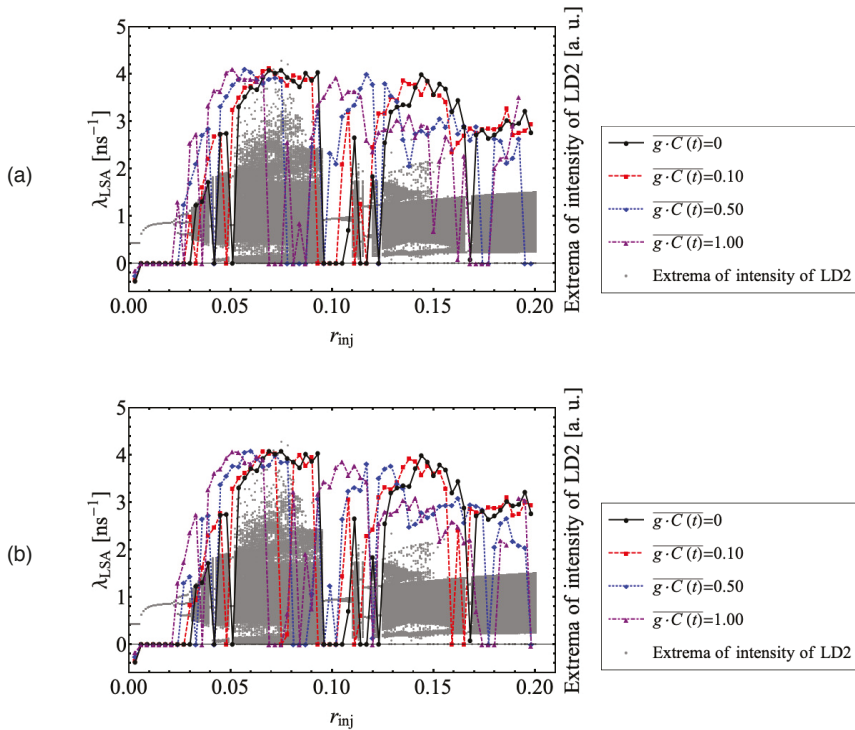 (a)
λLSA [ns⁻¹]
5
4
3
2
1
0
0.00 0.05 0.10 0.15 0.20
rinj
Extrema of intensity of LD2 [a. u.]
g·C (t)=0
g·C (t)=0.10
g·C (t)=0.50
g·C (t)=1.00
Extrema of intensity of LD2
(b)
λLSA [ns⁻¹]
5
4
3
2
1
0
0.00 0.05 0.10 0.15 0.20
rinj
Extrema of intensity of LD2 [a. u.]
g·C (t)=0
g·C (t)=0.10
g·C (t)=0.50
g·C (t)=1.00
Extrema of intensity of LD2